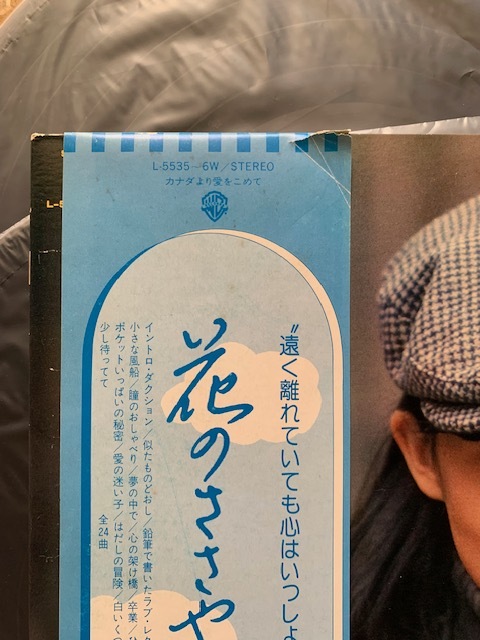 L-5535~6W/STEREO
カナダより愛をこめて
"遠く離れていても心はいっしょ
花のささや
イントロ・ダクション/似たものどおし/鉛筆で書いたラブ・レ
小さな風船/瞳のおしゃべり/夢の中で/心の架け橋/卒業/
ポケットいっぱいの秘密/愛の迷い子/はだしの冒険/白いくつ
少し待ってて
全24曲